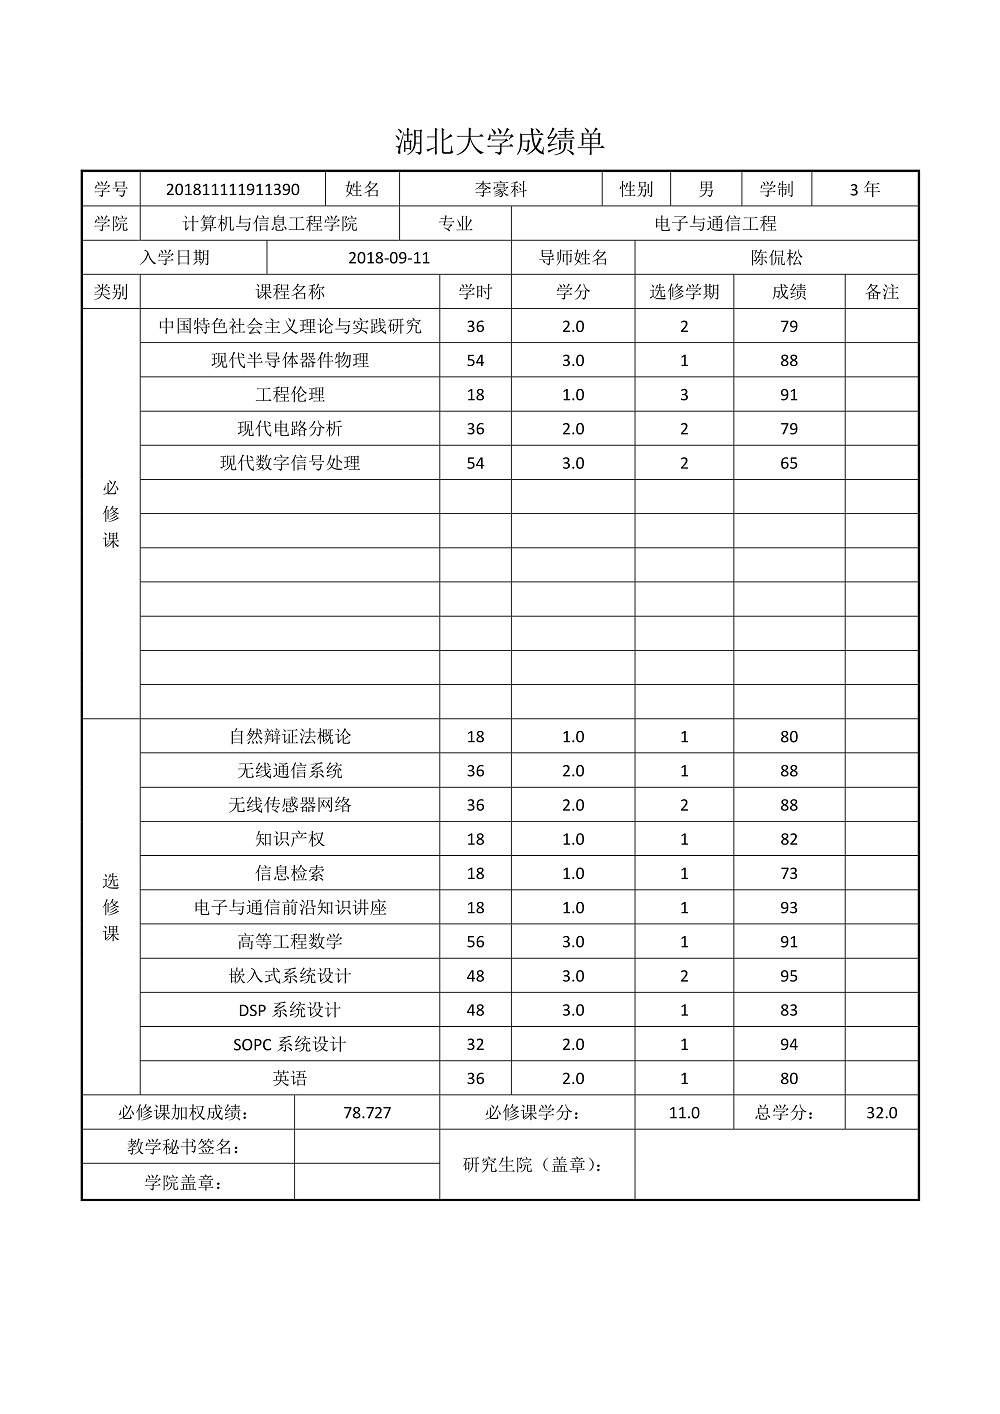 湖北大学成绩单
学号 201811111911390 姓名 李豪科 性别 男 学制 3 年
学院 计算机与信息工程学院 专业 电子与通信工程
入学日期 2018-09-11 导师姓名 陈侃松
类别 课程名称 学时 学分 选修学期 成绩 备注
必修课
中国特色社会主义理论与实践研究 36 2.0 2 79
现代半导体器件物理 54 3.0 1 88
工程伦理 18 1.0 3 91
现代电路分析 36 2.0 2 79
现代数字信号处理 54 3.0 2 65
选修课
自然辩证法概论 18 1.0 1 80
无线通信系统 36 2.0 1 88
无线传感器网络 36 2.0 2 88
知识产权 18 1.0 1 82
信息检索 18 1.0 1 73
电子与通信前沿知识讲座 18 1.0 1 93
高等工程数学 56 3.0 1 91
嵌入式系统设计 48 3.0 2 95
DSP 系统设计 48 3.0 1 83
SOPC 系统设计 32 2.0 1 94
英语 36 2.0 1 80
必修课加权成绩： 78.727 必修课学分： 11.0 总学分： 32.0
教学秘书签名：
研究生院（盖章）：
学院盖章：